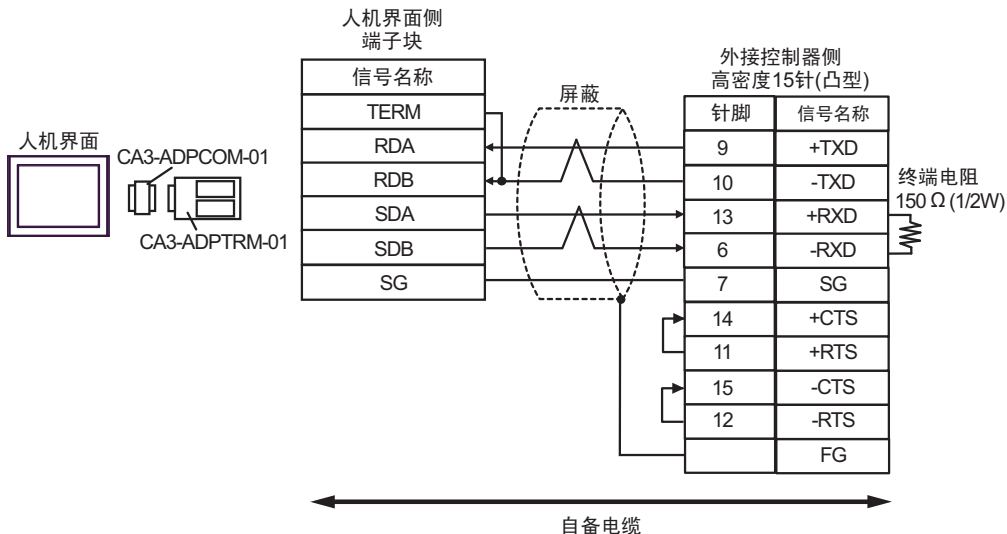 人机界面侧
端子块
信号名称
TERM
RDA
RDB
SDA
SDB
SG
人机界面
CA3-ADPCOM-01
CA3-ADPTRM-01
屏蔽
外接控制器侧
高密度15针(凸型)
针脚 信号名称
9 +TXD
10 -TXD
13 +RXD
6 -RXD
7 SG
14 +CTS
11 +RTS
15 -CTS
12 -RTS
FG
终端电阻
150 Ω (1/2W)
自备电缆